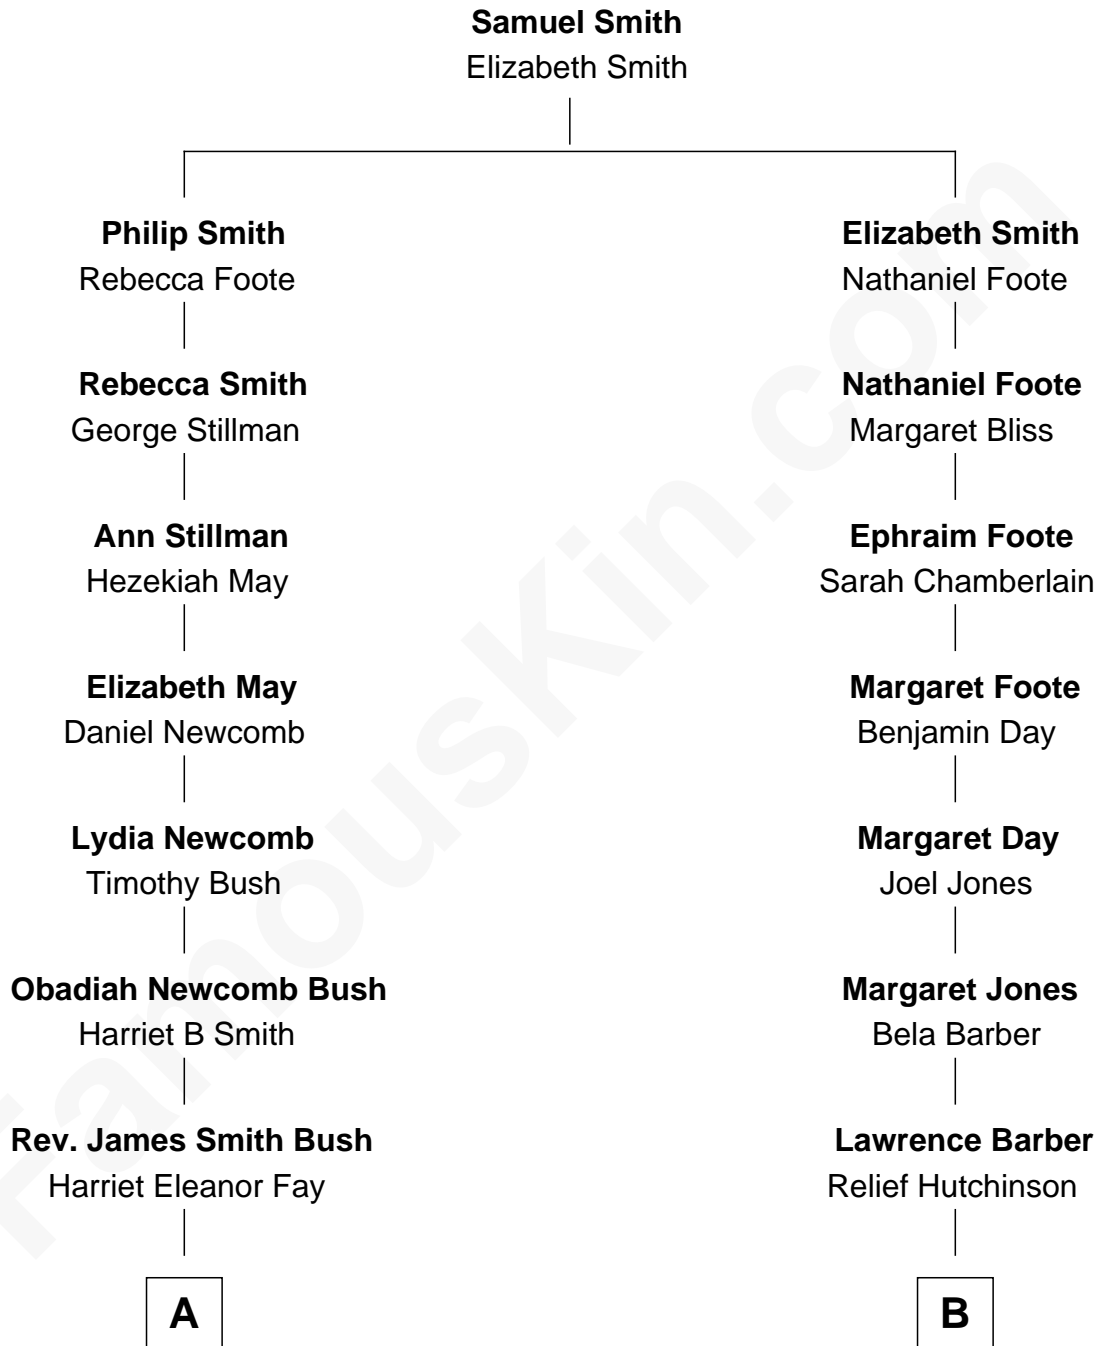 Samuel Smith
Elizabeth Smith
Philip Smith
Rebecca Foote
Elizabeth Smith
Nathaniel Foote
Rebecca Smith
George Stillman
Nathaniel Foote
Margaret Bliss
Ann Stillman
Hezekiah May
Ephraim Foote
Sarah Chamberlain
Elizabeth May
Daniel Newcomb
Margaret Foote
Benjamin Day
Lydia Newcomb
Timothy Bush
Margaret Day
Joel Jones
Obadiah Newcomb Bush
Harriet B Smith
Margaret Jones
Bela Barber
Rev. James Smith Bush
Harriet Eleanor Fay
Lawrence Barber
Relief Hutchinson
A
B
FamousKin.com